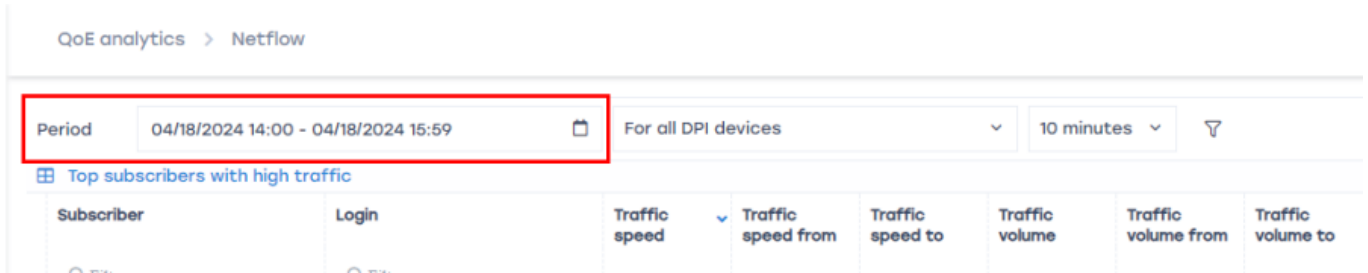 QoE analytics > Netflow
Period 04/18/2024 14:00 - 04/18/2024 15:59 For all DPI devices 10 minutes
Top subscribers with high traffic
Subscriber Login Traffic speed Traffic speed from Traffic speed to Traffic volume Traffic volume from Traffic volume to